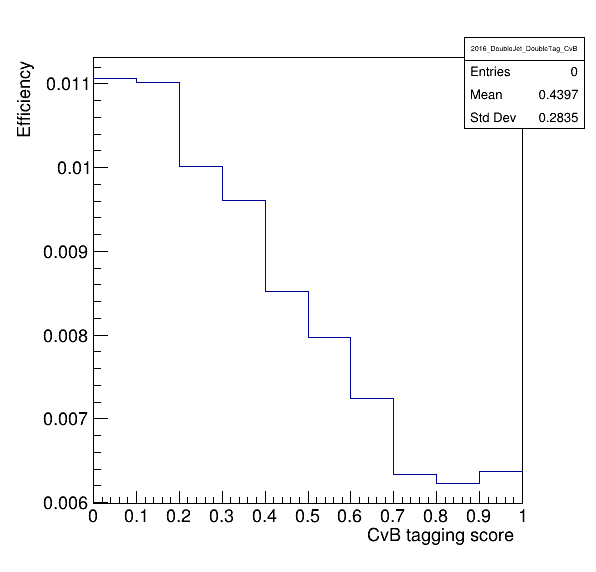 2016_DoubleJet_DoubleTag_CvB
Entries 0
Mean 0.4397
Std Dev 0.2835
Efficiency
0.011
0.01
0.009
0.008
0.007
0.006
0 0.1 0.2 0.3 0.4 0.5 0.6 0.7 0.8 0.9 1
CvB tagging score